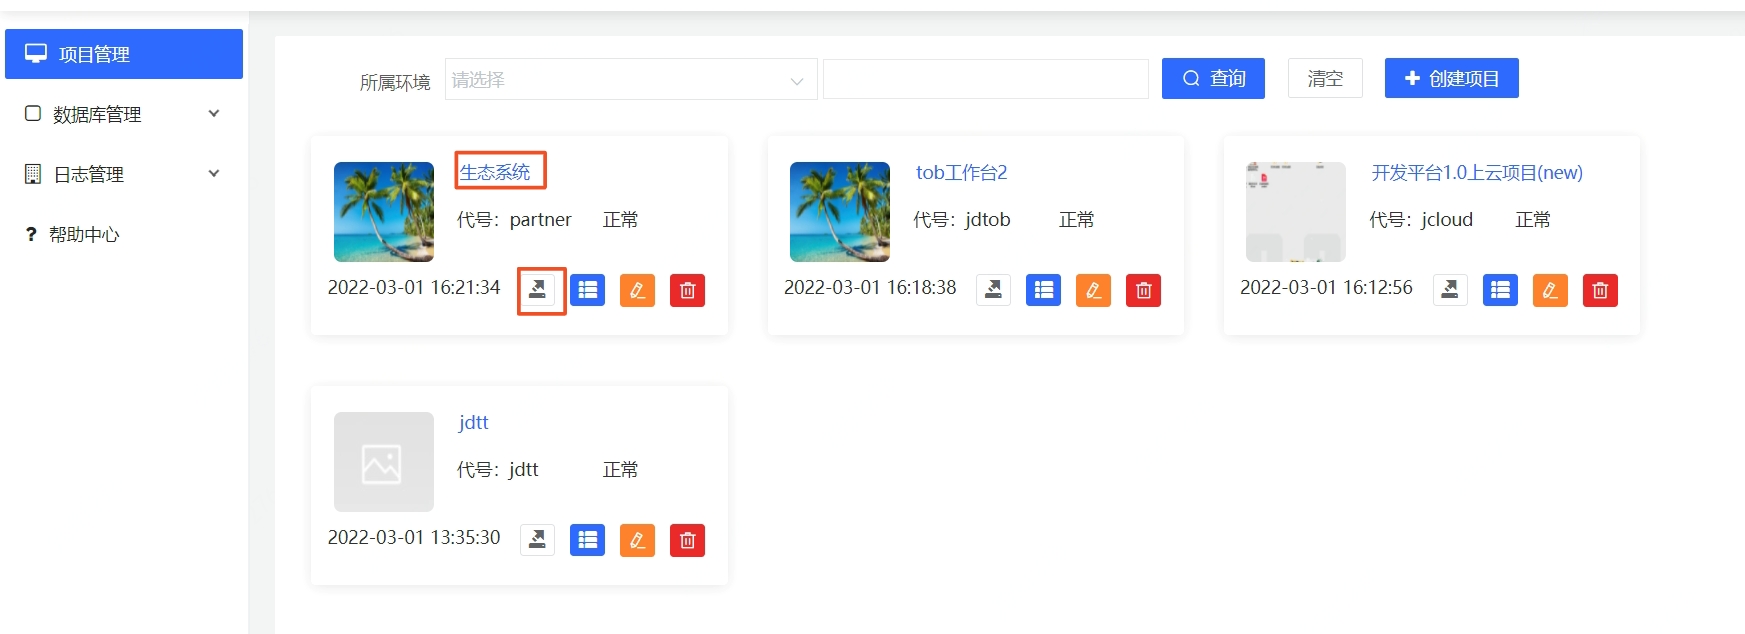 项目管理
数据库管理
日志管理
? 帮助中心
所属环境 请选择 查询 清空 创建项目
生态系统
代号：partner 正常
2022-03-01 16:21:34
tob工作台2
代号：jdtob 正常
2022-03-01 16:18:38
开发平台1.0上云项目(new)
代号：jcloud 正常
2022-03-01 16:12:56
jdtt
代号：jdtt 正常
2022-03-01 13:35:30